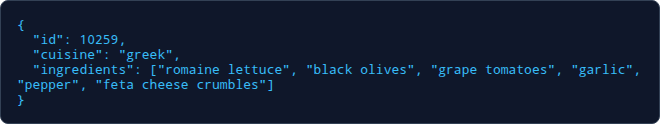 {
  "id": 10259,
  "cuisine": "greek",
  "ingredients": ["romaine lettuce", "black olives", "grape tomatoes", "garlic",
"pepper", "feta cheese crumbles"]
}